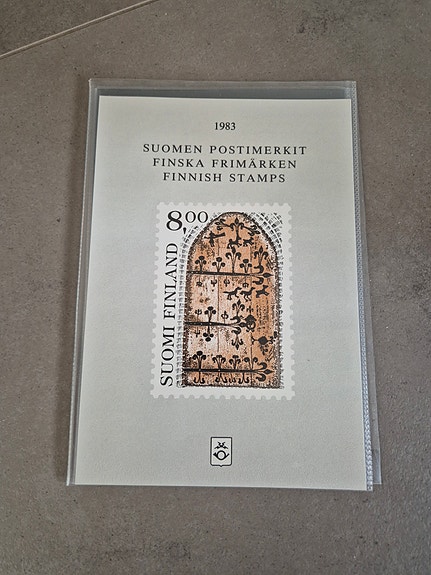 1983
SUOMEN POSTIMERKIT
FINSKA FRIMÄRKEN
FINNISH STAMPS
8,00
SUOMI FINLAND